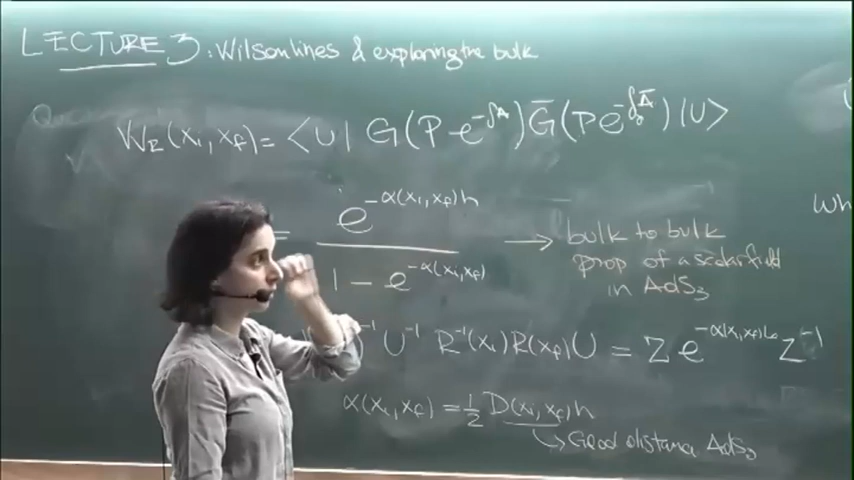 LECTURE 3: Wilson lines & exploring the bulk
W_R(x_i, x_f) = ⟨U| G(P e^{-∫A}) Ḡ(P e^{-∫Ā}) |U⟩
= e^{-α(x_i,x_f)h} / 1 - e^{-α(x_i,x_f)} → bulk to bulk
prop of a scalar field
in AdS_3
U^{-1} R^{-1}(x_i) R(x_f) U = Z e^{-α(x_i,x_f)L_0} Z^{-1}
α(x_i, x_f) = 1/2 D(x_i, x_f) h
↳ Geod distance AdS_3